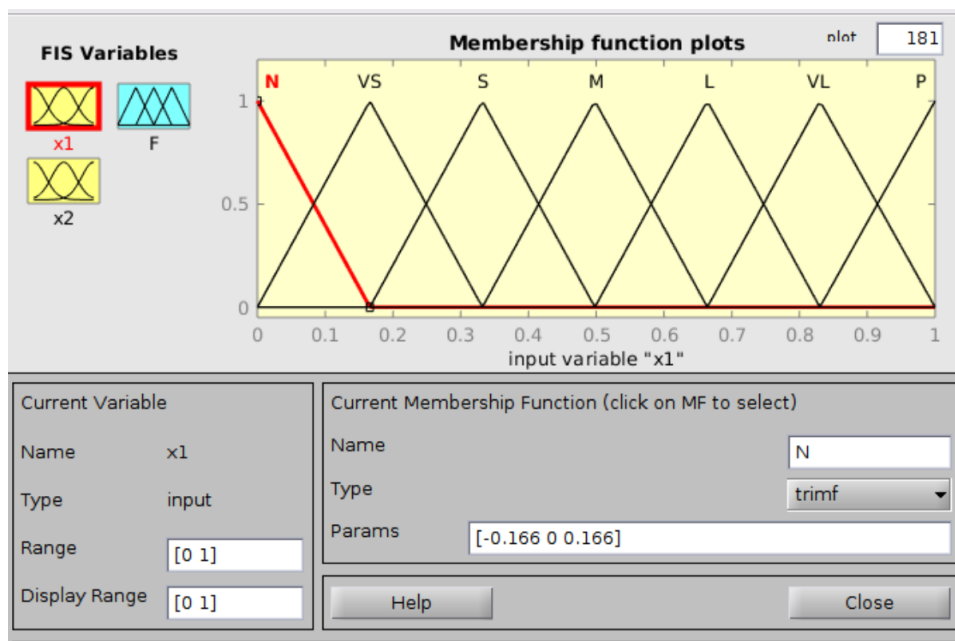 FIS Variables
Membership function plots
plot
181
N VS S M L VL P
x1
F
x2
1
0.5
0
0 0.1 0.2 0.3 0.4 0.5 0.6 0.7 0.8 0.9 1
input variable "x1"
Current Variable
Name x1
Type input
Range [0 1]
Display Range [0 1]
Current Membership Function (click on MF to select)
Name N
Type trimf
Params [-0.166 0 0.166]
Help
Close